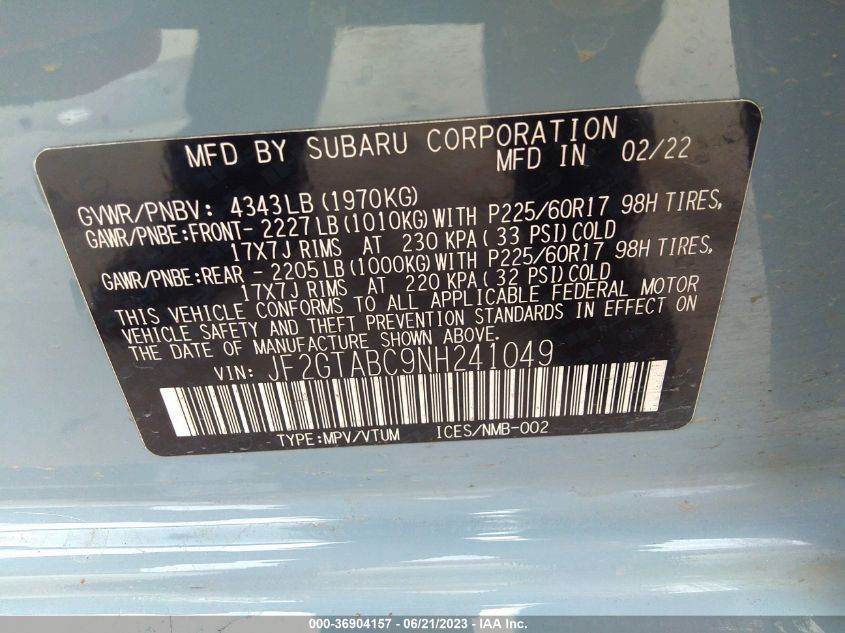 MFD BY SUBARU CORPORATION
MFD IN 02/22
GVWR/PNBV: 4343LB(1970KG)
GAWR/PNBE:FRONT- 2227LB(1010KG)WITH P225/60R17 98H TIRES,
17X7J RIMS AT 230 KPA(33 PSI)COLD
GAWR/PNBE:REAR - 2205LB(1000KG)WITH P225/60R17 98H TIRES,
17X7J RIMS AT 220 KPA(32 PSI)COLD
THIS VEHICLE CONFORMS TO ALL APPLICABLE FEDERAL MOTOR
VEHICLE SAFETY AND THEFT PREVENTION STANDARDS IN EFFECT ON
THE DATE OF MANUFACTURE SHOWN ABOVE.
VIN: JF2GTABC9NH241049
TYPE:MPV/VTUM ICES/NMB-002
000-36904157 - 06/21/2023 - IAA Inc.